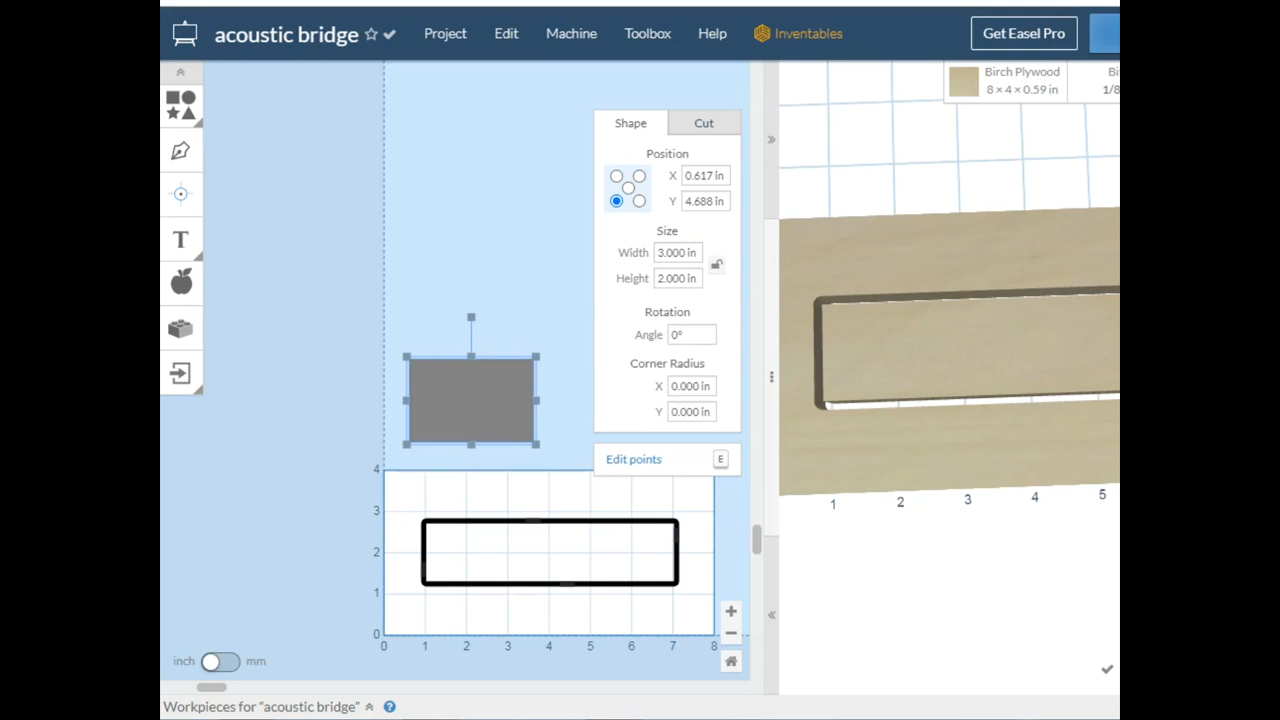 acoustic bridge
Project
Edit
Machine
Toolbox
Help
Inventables
Get Easel Pro
Birch Plywood
8 × 4 × 0.59 in
Bi
1/8
Shape
Cut
Position
X 0.617 in
Y 4.688 in
Size
Width 3.000 in
Height 2.000 in
Rotation
Angle 0°
Corner Radius
X 0.000 in
Y 0.000 in
Edit points E
T
4
3
2
1
0
0 1 2 3 4 5 6 7 8
1 2 3 4 5
inch mm
Workpieces for "acoustic bridge"